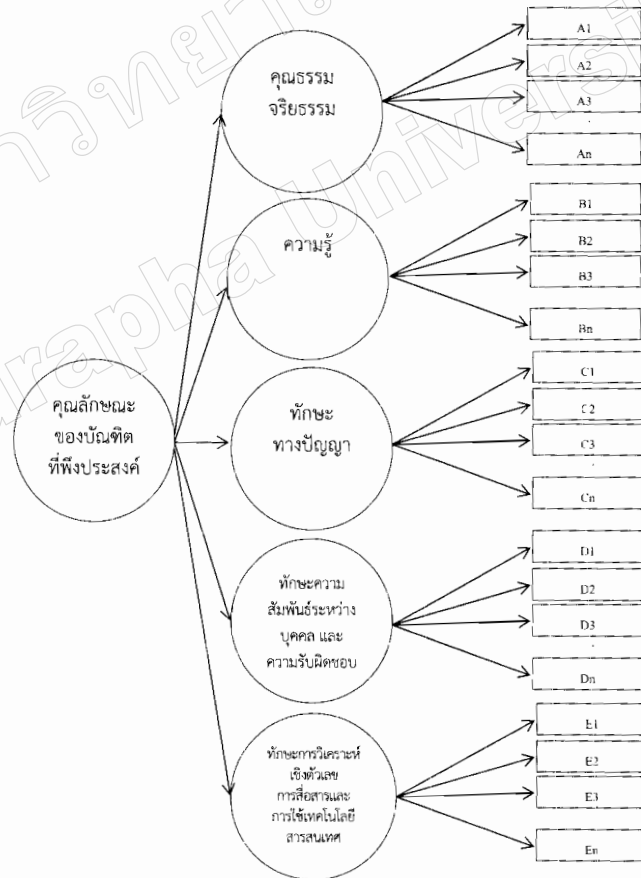 คุณธรรม
จริยธรรม
A1
A2
A3
An
ความรู้
B1
B2
B3
Bn
คุณลักษณะ
ของบัณฑิต
ที่พึงประสงค์
ทักษะ
ทางปัญญา
C1
C2
C3
Cn
ทักษะความ
สัมพันธ์ระหว่าง
บุคคล และ
ความรับผิดชอบ
D1
D2
D3
Dn
ทักษะการวิเคราะห์
เชิงตัวเลข
การสื่อสารและ
การใช้เทคโนโลยี
สารสนเทศ
E1
E2
E3
En